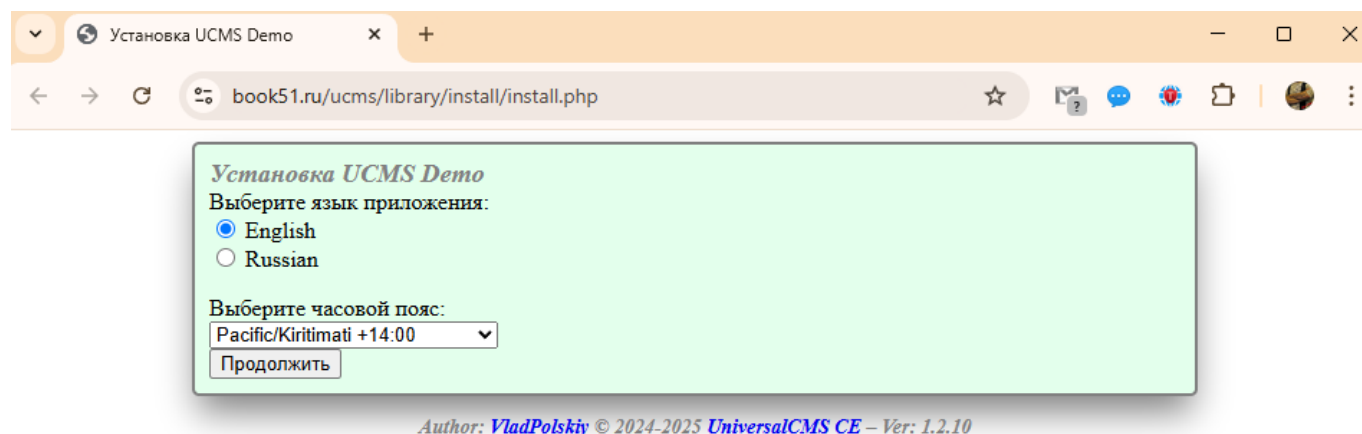 Установка UCMS Demo
book51.ru/ucms/library/install/install.php
?
Установка UCMS Demo
Выберите язык приложения:
English
Russian
Выберите часовой пояс:
Pacific/Kiritimati +14:00
Продолжить
Author: VladPolskiy © 2024-2025 UniversalCMS CE – Ver: 1.2.10